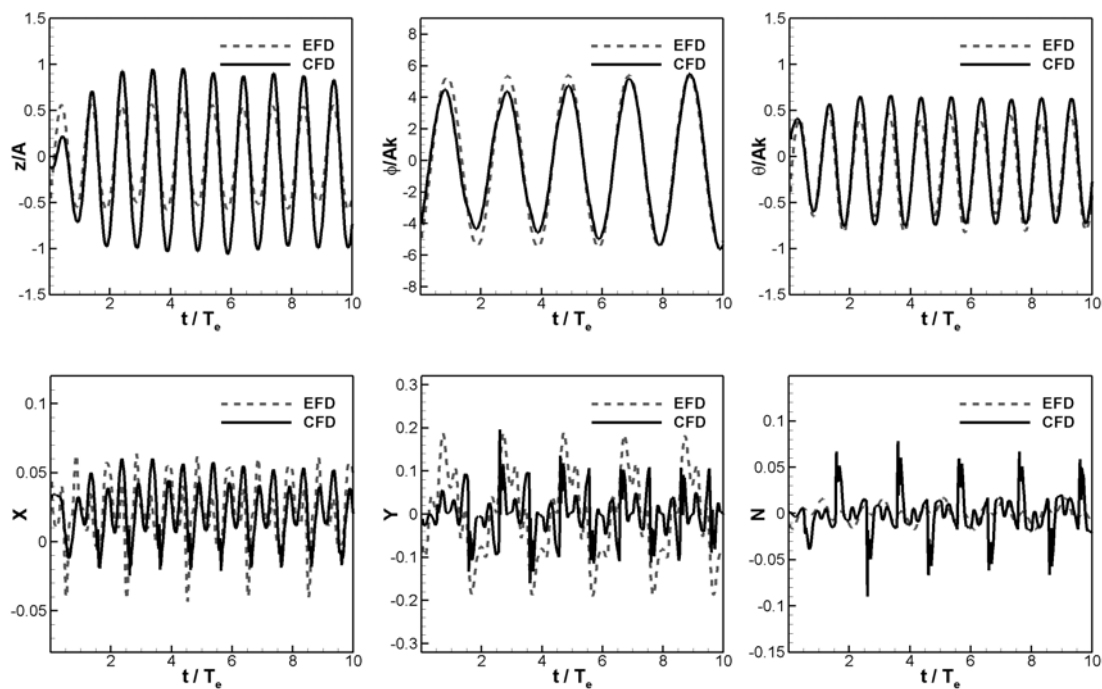 1.5
1
0.5
0
-0.5
-1
-1.5
z/A
EFD
CFD
2 4 6 8 10
t / Te
8
6
4
2
0
-2
-4
-6
-8
ϕ/Ak
EFD
CFD
2 4 6 8 10
t / Te
1.5
1
0.5
0
-0.5
-1
-1.5
θ/Ak
EFD
CFD
2 4 6 8 10
t / Te
0.1
0.05
0
-0.05
X
EFD
CFD
2 4 6 8 10
t / Te
0.3
0.2
0.1
0
-0.1
-0.2
-0.3
Y
EFD
CFD
2 4 6 8 10
t / Te
0.1
0.05
0
-0.05
-0.1
-0.15
N
EFD
CFD
2 4 6 8 10
t / Te